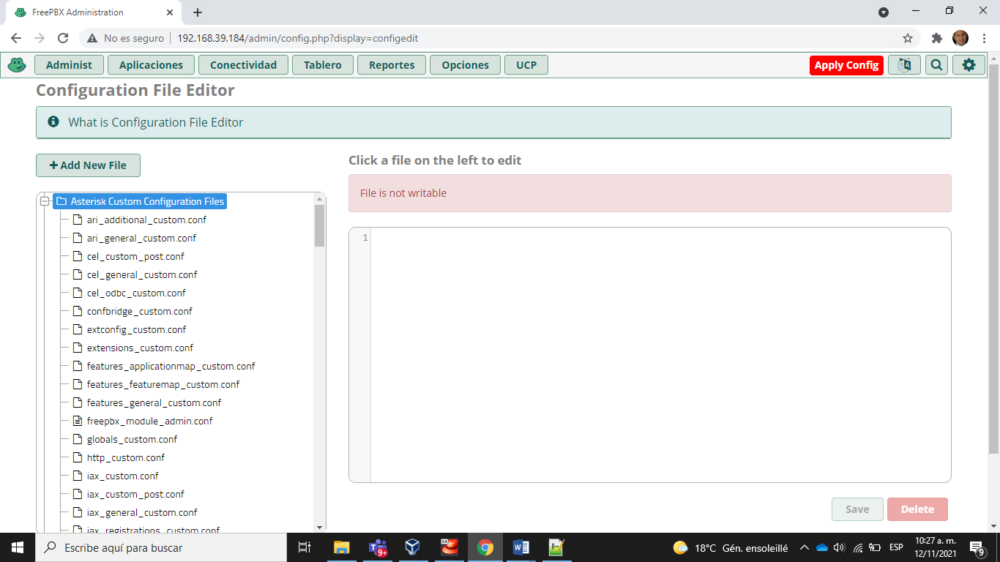 FreePBX Administration
No es seguro
192.168.39.184/admin/config.php?display=configedit
Administ Aplicaciones Conectividad Tablero Reportes Opciones UCP Apply Config
Configuration File Editor
What is Configuration File Editor
Add New File
Click a file on the left to edit
File is not writable
1
Asterisk Custom Configuration Files
ari_additional_custom.conf
ari_general_custom.conf
cel_custom_post.conf
cel_general_custom.conf
cel_odbc_custom.conf
confbridge_custom.conf
extconfig_custom.conf
extensions_custom.conf
features_applicationmap_custom.conf
features_featuremap_custom.conf
features_general_custom.conf
freepbx_module_admin.conf
globals_custom.conf
http_custom.conf
iax_custom.conf
iax_custom_post.conf
iax_general_custom.conf
iax_registrations_custom.conf
Save Delete
Escribe aquí para buscar
9+
64
18°C Gén. ensoleillé
ESP
10:27 a. m.
12/11/2021
9